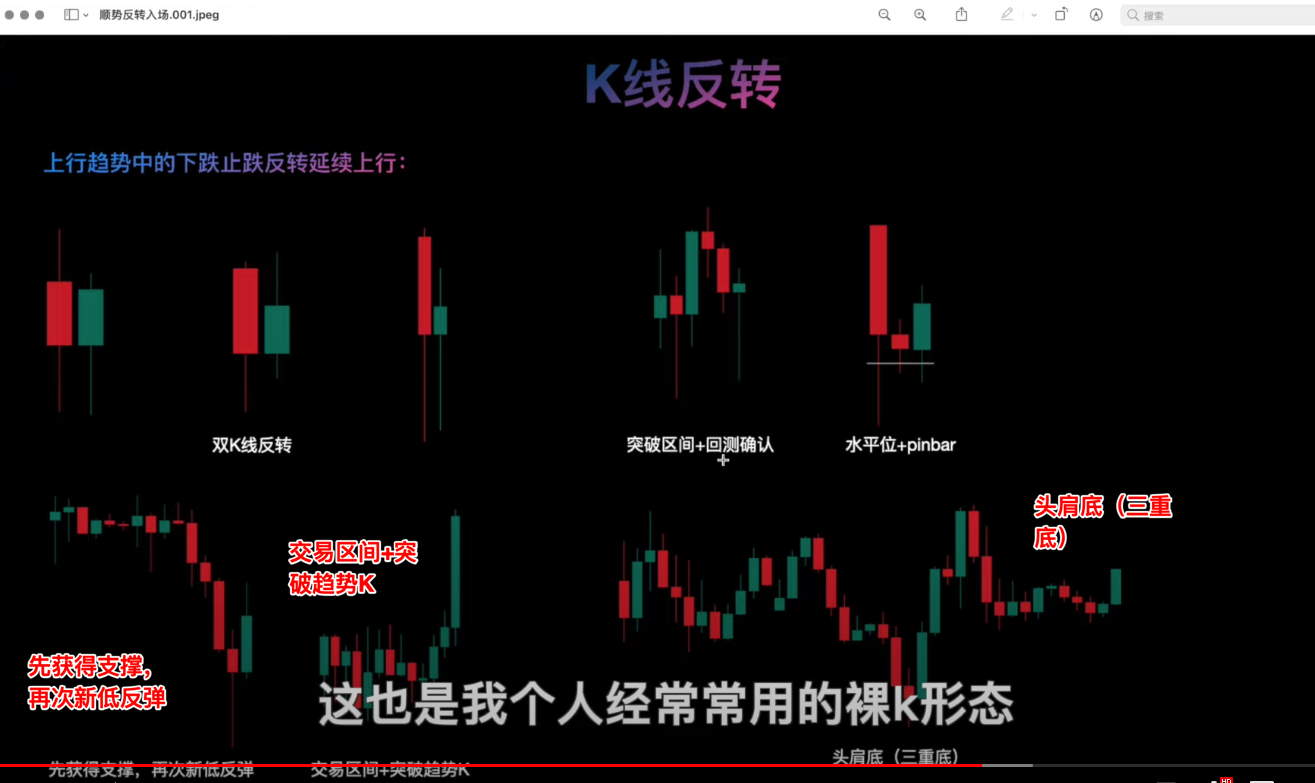 顺势反转入场.001.jpeg
搜索
K线反转
上行趋势中的下跌止跌反转延续上行：
双K线反转
突破区间+回测确认
水平位+pinbar
头肩底（三重
底）
交易区间+突
破趋势K
先获得支撑，
再次新低反弹
这也是我个人经常常用的裸k形态
头肩底（三重底）
先获得支撑，再次新低反弹
交易区间+突破趋势K
HD